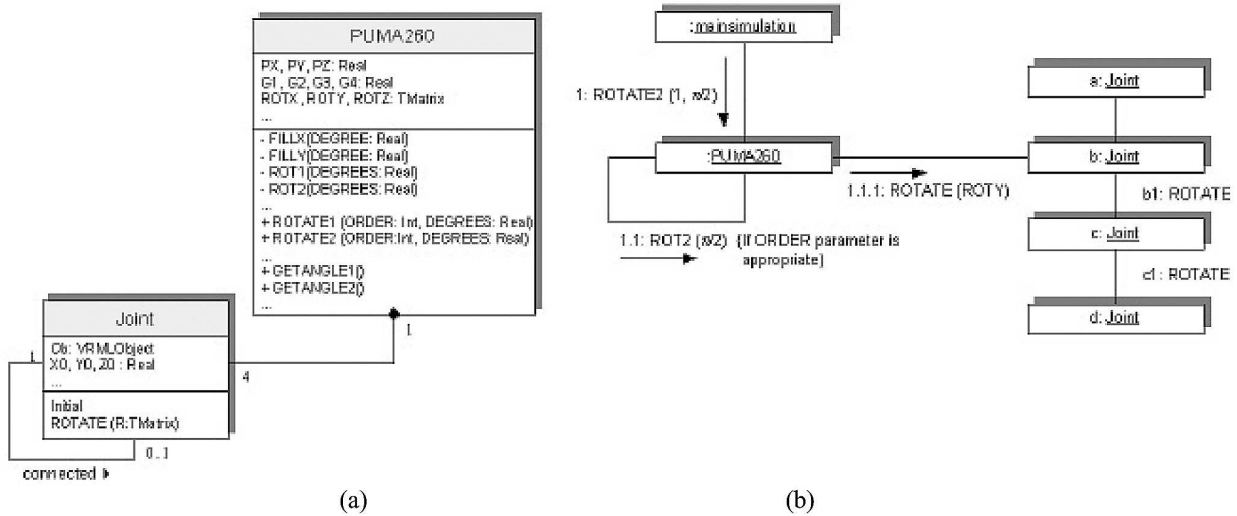 PUMA260
PX, PY, PZ: Real
G1, G2, G3, G4: Real
ROTX, ROTY, ROTZ: TMatrix
...
- FILLX(DEGREE: Real)
- FILLY(DEGREE: Real)
- ROT1(DEGREES: Real)
- ROT2(DEGREES: Real)
...
+ ROTATE1 (ORDER: Int, DEGREES: Real)
+ ROTATE2 (ORDER:Int, DEGREES: Real)
...
+ GETANGLE1()
+ GETANGLE2()
...
1
4
Joint
Ob: VRMLObject
X0, Y0, Z0 : Real
...
Initial
ROTATE (R:TMatrix)
1
0..1
connected
(a)
:mainsimulation
1: ROTATE2 (1, π/2)
:PUMA260
1.1.1: ROTATE (ROTY)
1.1: ROT2 (π/2) {If ORDER parameter is
appropriate}
a: Joint
b: Joint
b1: ROTATE
c: Joint
c1: ROTATE
d: Joint
(b)